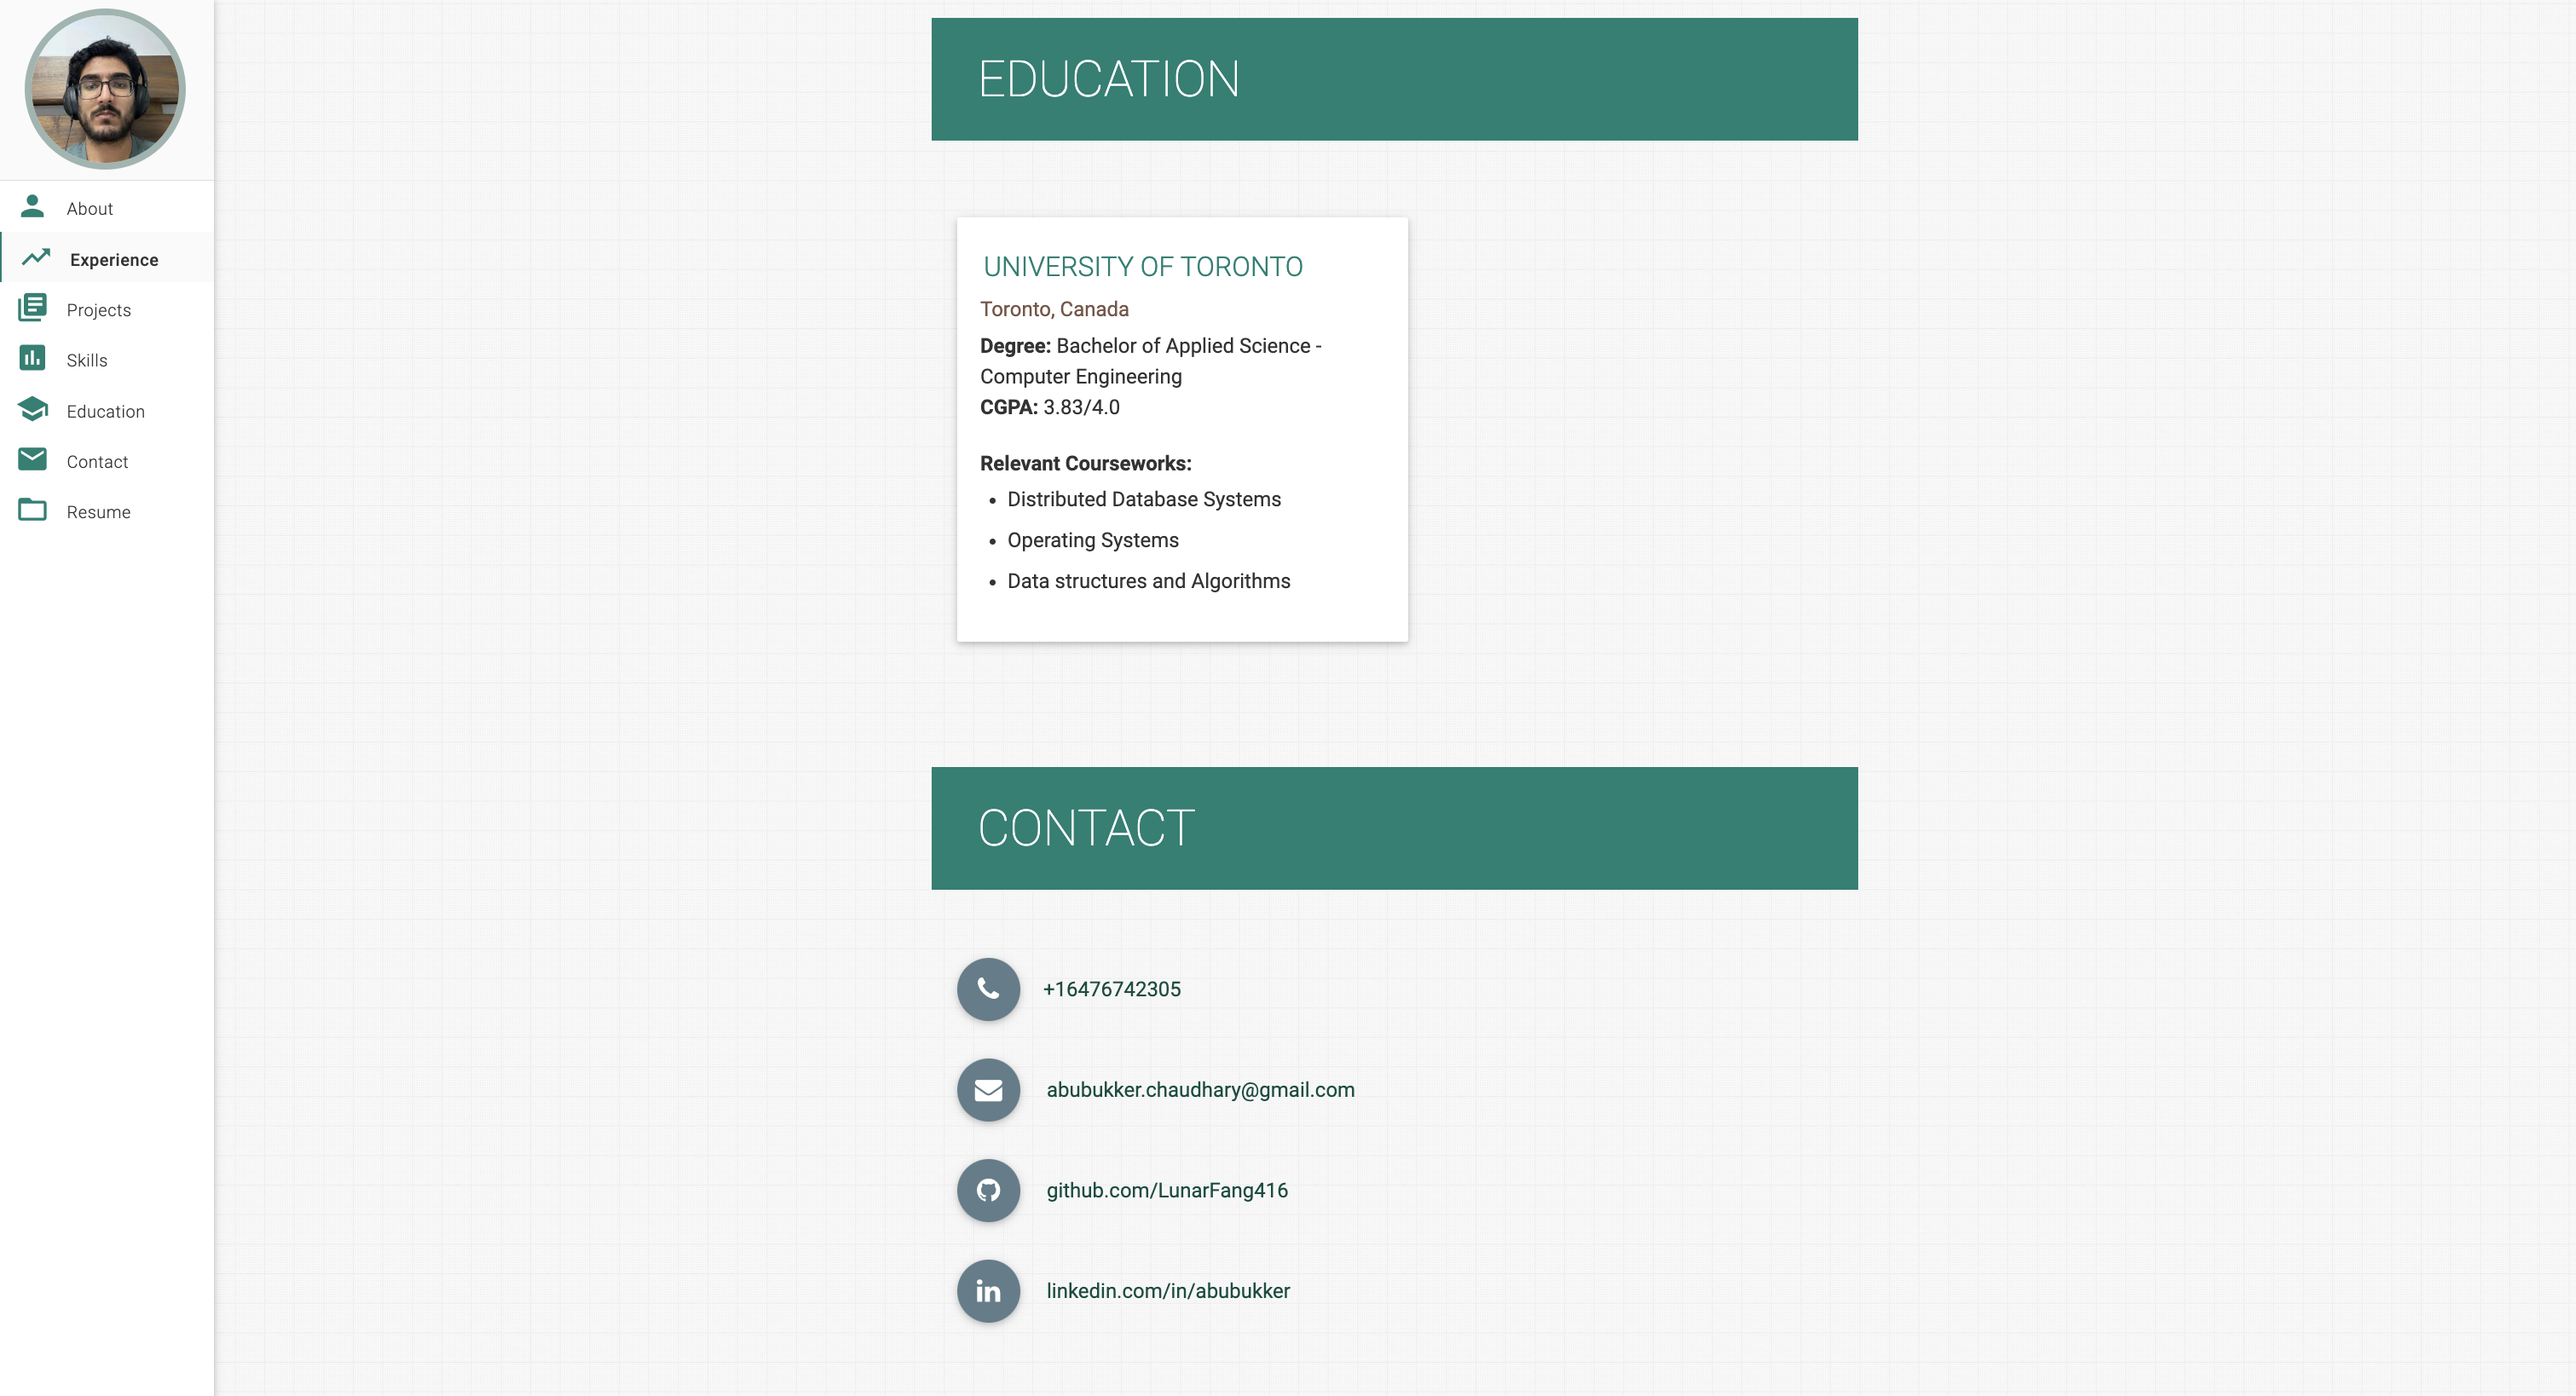 About
Experience
Projects
Skills
Education
Contact
Resume
EDUCATION
UNIVERSITY OF TORONTO
Toronto, Canada
Degree: Bachelor of Applied Science -
Computer Engineering
CGPA: 3.83/4.0
Relevant Courseworks:
• Distributed Database Systems
• Operating Systems
• Data structures and Algorithms
CONTACT
+16476742305
abubukker.chaudhary@gmail.com
github.com/LunarFang416
in linkedin.com/in/abubukker